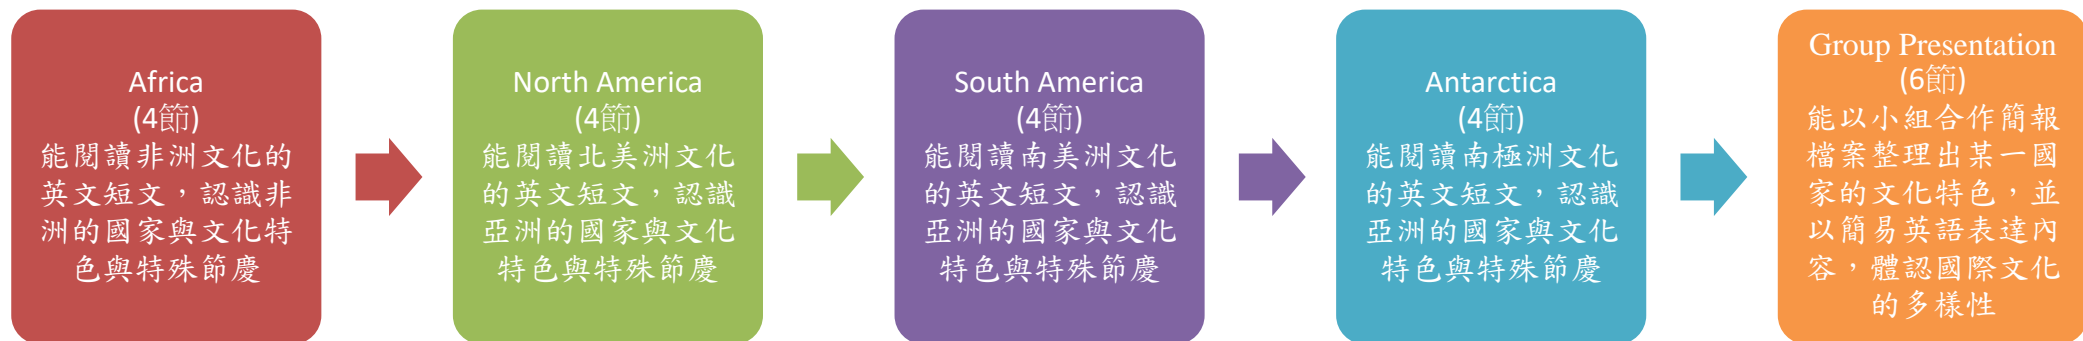 Africa
(4節)
能閱讀非洲文化的
英文短文，認識非
洲的國家與文化特
色與特殊節慶
North America
(4節)
能閱讀北美洲文化
的英文短文，認識
亞洲的國家與文化
特色與特殊節慶
South America
(4節)
能閱讀南美洲文化
的英文短文，認識
亞洲的國家與文化
特色與特殊節慶
Antarctica
(4節)
能閱讀南極洲文化
的英文短文，認識
亞洲的國家與文化
特色與特殊節慶
Group Presentation
(6節)
能以小組合作簡報
檔案整理出某一國
家的文化特色，並
以簡易英語表達內
容，體認國際文化
的多樣性